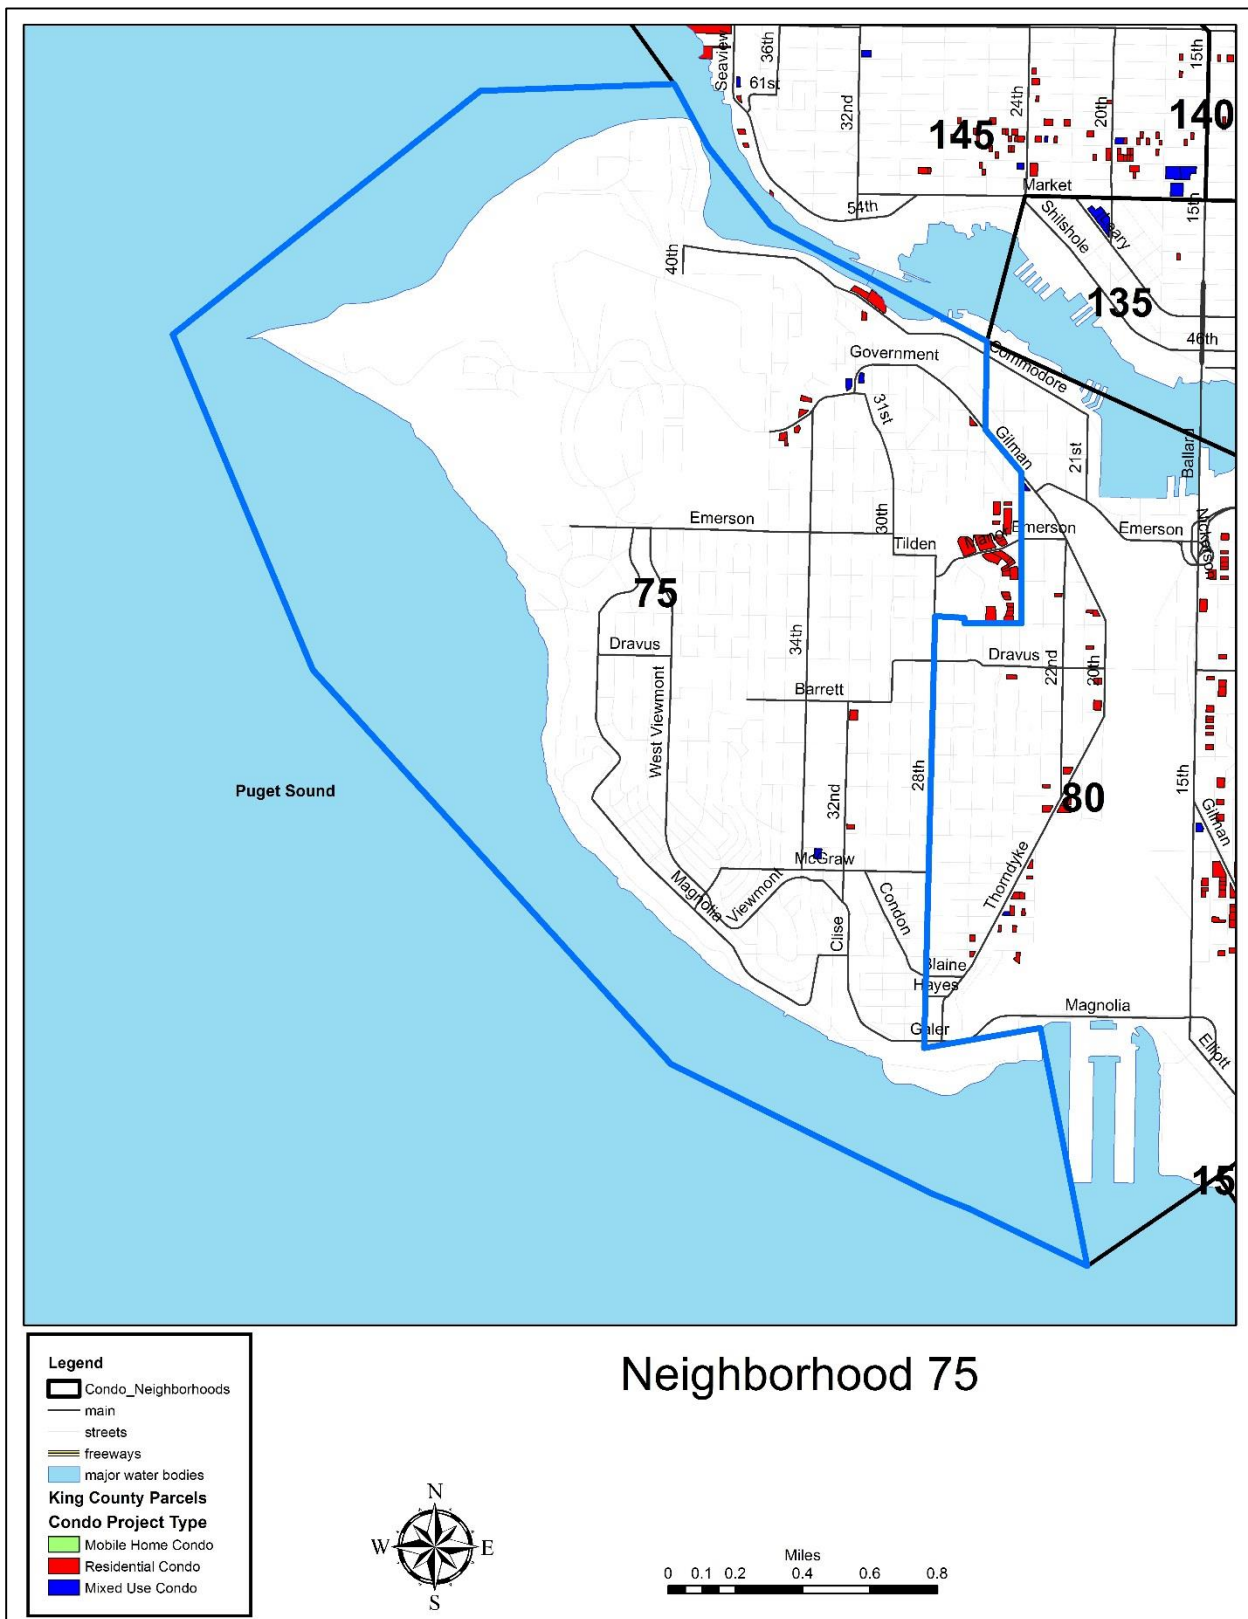 Seaview
36th
61st
32nd
24th
20th
15th
140
145
Market
54th
15th
Shilshole
40th
135
46th
Government
Commodore
31st
Gilman
21st
Ballard
Emerson
30th
Tilden
Emerson
Emerson
Nickerson
75
34th
Dravus
Dravus
22nd
20th
Barrett
West Viewmont
28th
15th
Puget Sound
32nd
80
Gilman
McGraw
Thorndyke
Magnolia
Viewmont
Condon
Clise
Blaine
Hayes
Magnolia
Galer
Elliott
15
Neighborhood 75
Legend
Condo_Neighborhoods
main
streets
freeways
major water bodies
King County Parcels
Condo Project Type
Mobile Home Condo
Residential Condo
Mixed Use Condo
N
W E
S
Miles
0 0.1 0.2 0.4 0.6 0.8